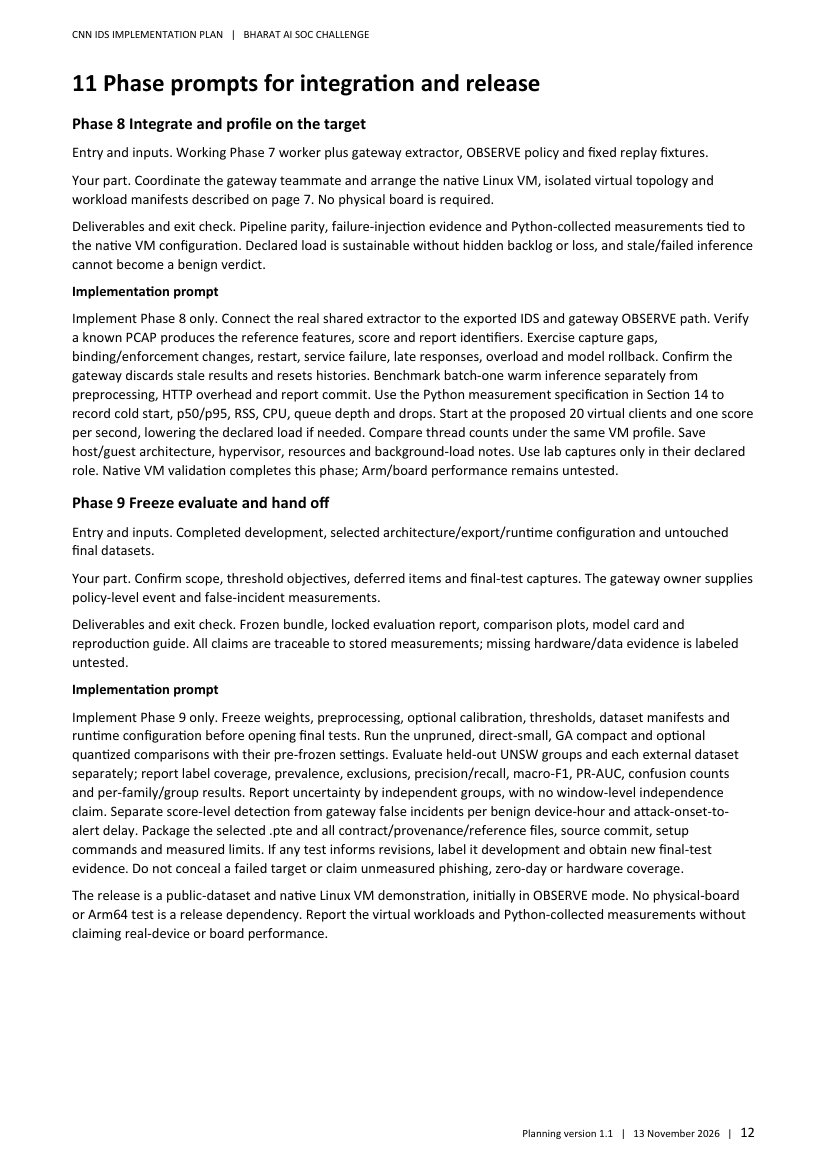 CNN IDS IMPLEMENTATION PLAN | BHARAT AI SOC CHALLENGE
11 Phase prompts for integration and release
Phase 8 Integrate and profile on the target
Entry and inputs. Working Phase 7 worker plus gateway extractor, OBSERVE policy and fixed replay fixtures.
Your part. Coordinate the gateway teammate and arrange the native Linux VM, isolated virtual topology and
workload manifests described on page 7. No physical board is required.
Deliverables and exit check. Pipeline parity, failure-injection evidence and Python-collected measurements tied to
the native VM configuration. Declared load is sustainable without hidden backlog or loss, and stale/failed inference
cannot become a benign verdict.
Implementation prompt
Implement Phase 8 only. Connect the real shared extractor to the exported IDS and gateway OBSERVE path. Verify
a known PCAP produces the reference features, score and report identifiers. Exercise capture gaps,
binding/enforcement changes, restart, service failure, late responses, overload and model rollback. Confirm the
gateway discards stale results and resets histories. Benchmark batch-one warm inference separately from
preprocessing, HTTP overhead and report commit. Use the Python measurement specification in Section 14 to
record cold start, p50/p95, RSS, CPU, queue depth and drops. Start at the proposed 20 virtual clients and one score
per second, lowering the declared load if needed. Compare thread counts under the same VM profile. Save
host/guest architecture, hypervisor, resources and background-load notes. Use lab captures only in their declared
role. Native VM validation completes this phase; Arm/board performance remains untested.
Phase 9 Freeze evaluate and hand off
Entry and inputs. Completed development, selected architecture/export/runtime configuration and untouched
final datasets.
Your part. Confirm scope, threshold objectives, deferred items and final-test captures. The gateway owner supplies
policy-level event and false-incident measurements.
Deliverables and exit check. Frozen bundle, locked evaluation report, comparison plots, model card and
reproduction guide. All claims are traceable to stored measurements; missing hardware/data evidence is labeled
untested.
Implementation prompt
Implement Phase 9 only. Freeze weights, preprocessing, optional calibration, thresholds, dataset manifests and
runtime configuration before opening final tests. Run the unpruned, direct-small, GA compact and optional
quantized comparisons with their pre-frozen settings. Evaluate held-out UNSW groups and each external dataset
separately; report label coverage, prevalence, exclusions, precision/recall, macro-F1, PR-AUC, confusion counts
and per-family/group results. Report uncertainty by independent groups, with no window-level independence
claim. Separate score-level detection from gateway false incidents per benign device-hour and attack-onset-to-
alert delay. Package the selected .pte and all contract/provenance/reference files, source commit, setup
commands and measured limits. If any test informs revisions, label it development and obtain new final-test
evidence. Do not conceal a failed target or claim unmeasured phishing, zero-day or hardware coverage.
The release is a public-dataset and native Linux VM demonstration, initially in OBSERVE mode. No physical-board
or Arm64 test is a release dependency. Report the virtual workloads and Python-collected measurements without
claiming real-device or board performance.
Planning version 1.1 | 13 November 2026 | 12